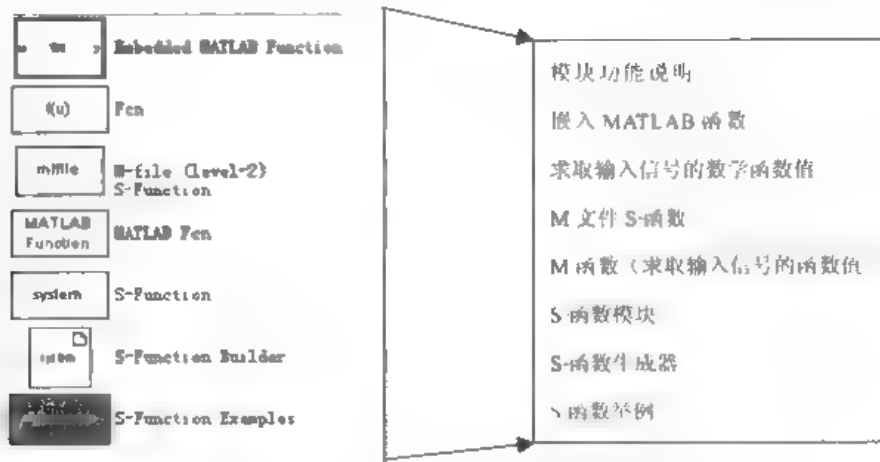 fcn
Embedded MATLAB Function
f(u)
Fcn
mlfile
M-file (level-2)
S-Function
MATLAB
Function
MATLAB Fcn
system
S-Function
system
S-Function Builder
S-Function Examples
模块功能说明
嵌入 MATLAB 函数
求取输入信号的数学函数值
M 文件 S-函数
M 函数（求取输入信号的函数值
S-函数模块
S-函数生成器
S-函数举例